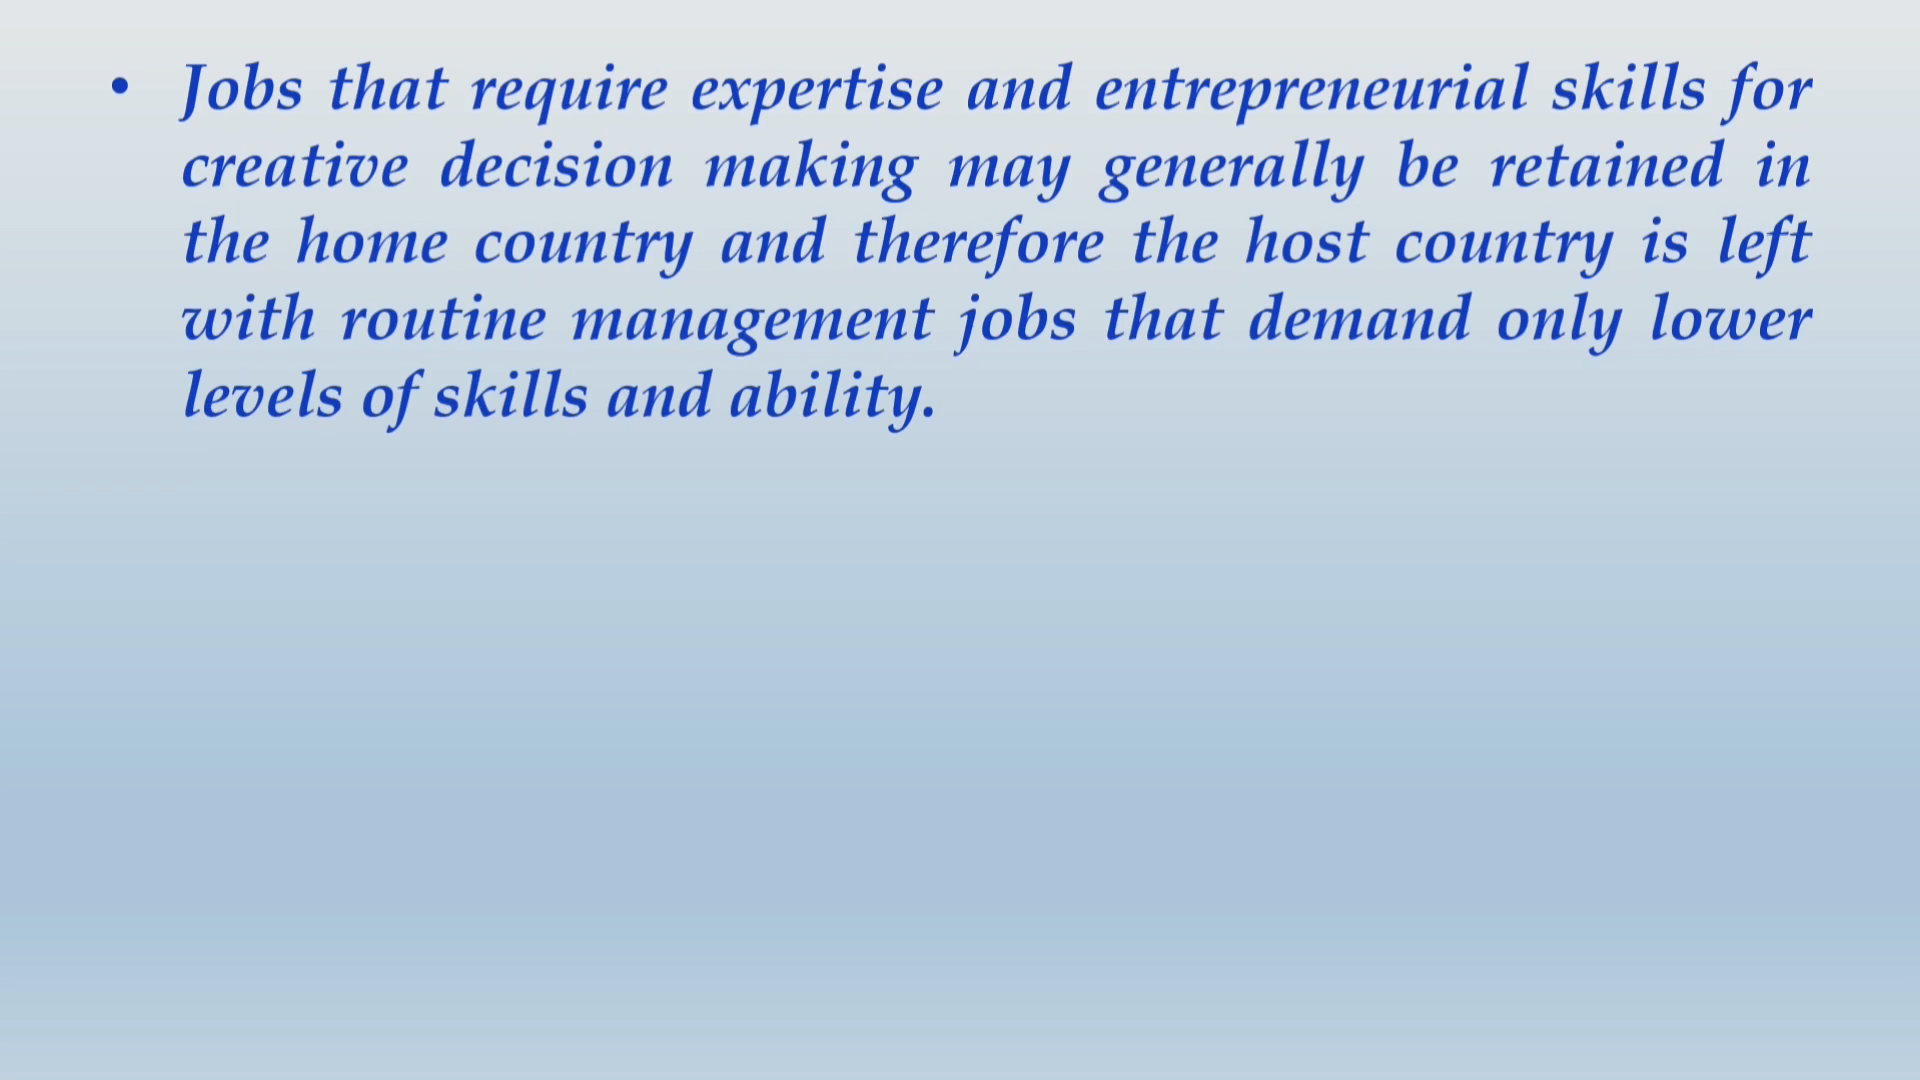 • Jobs that require expertise and entrepreneurial skills for
creative decision making may generally be retained in
the home country and therefore the host country is left
with routine management jobs that demand only lower
levels of skills and ability.